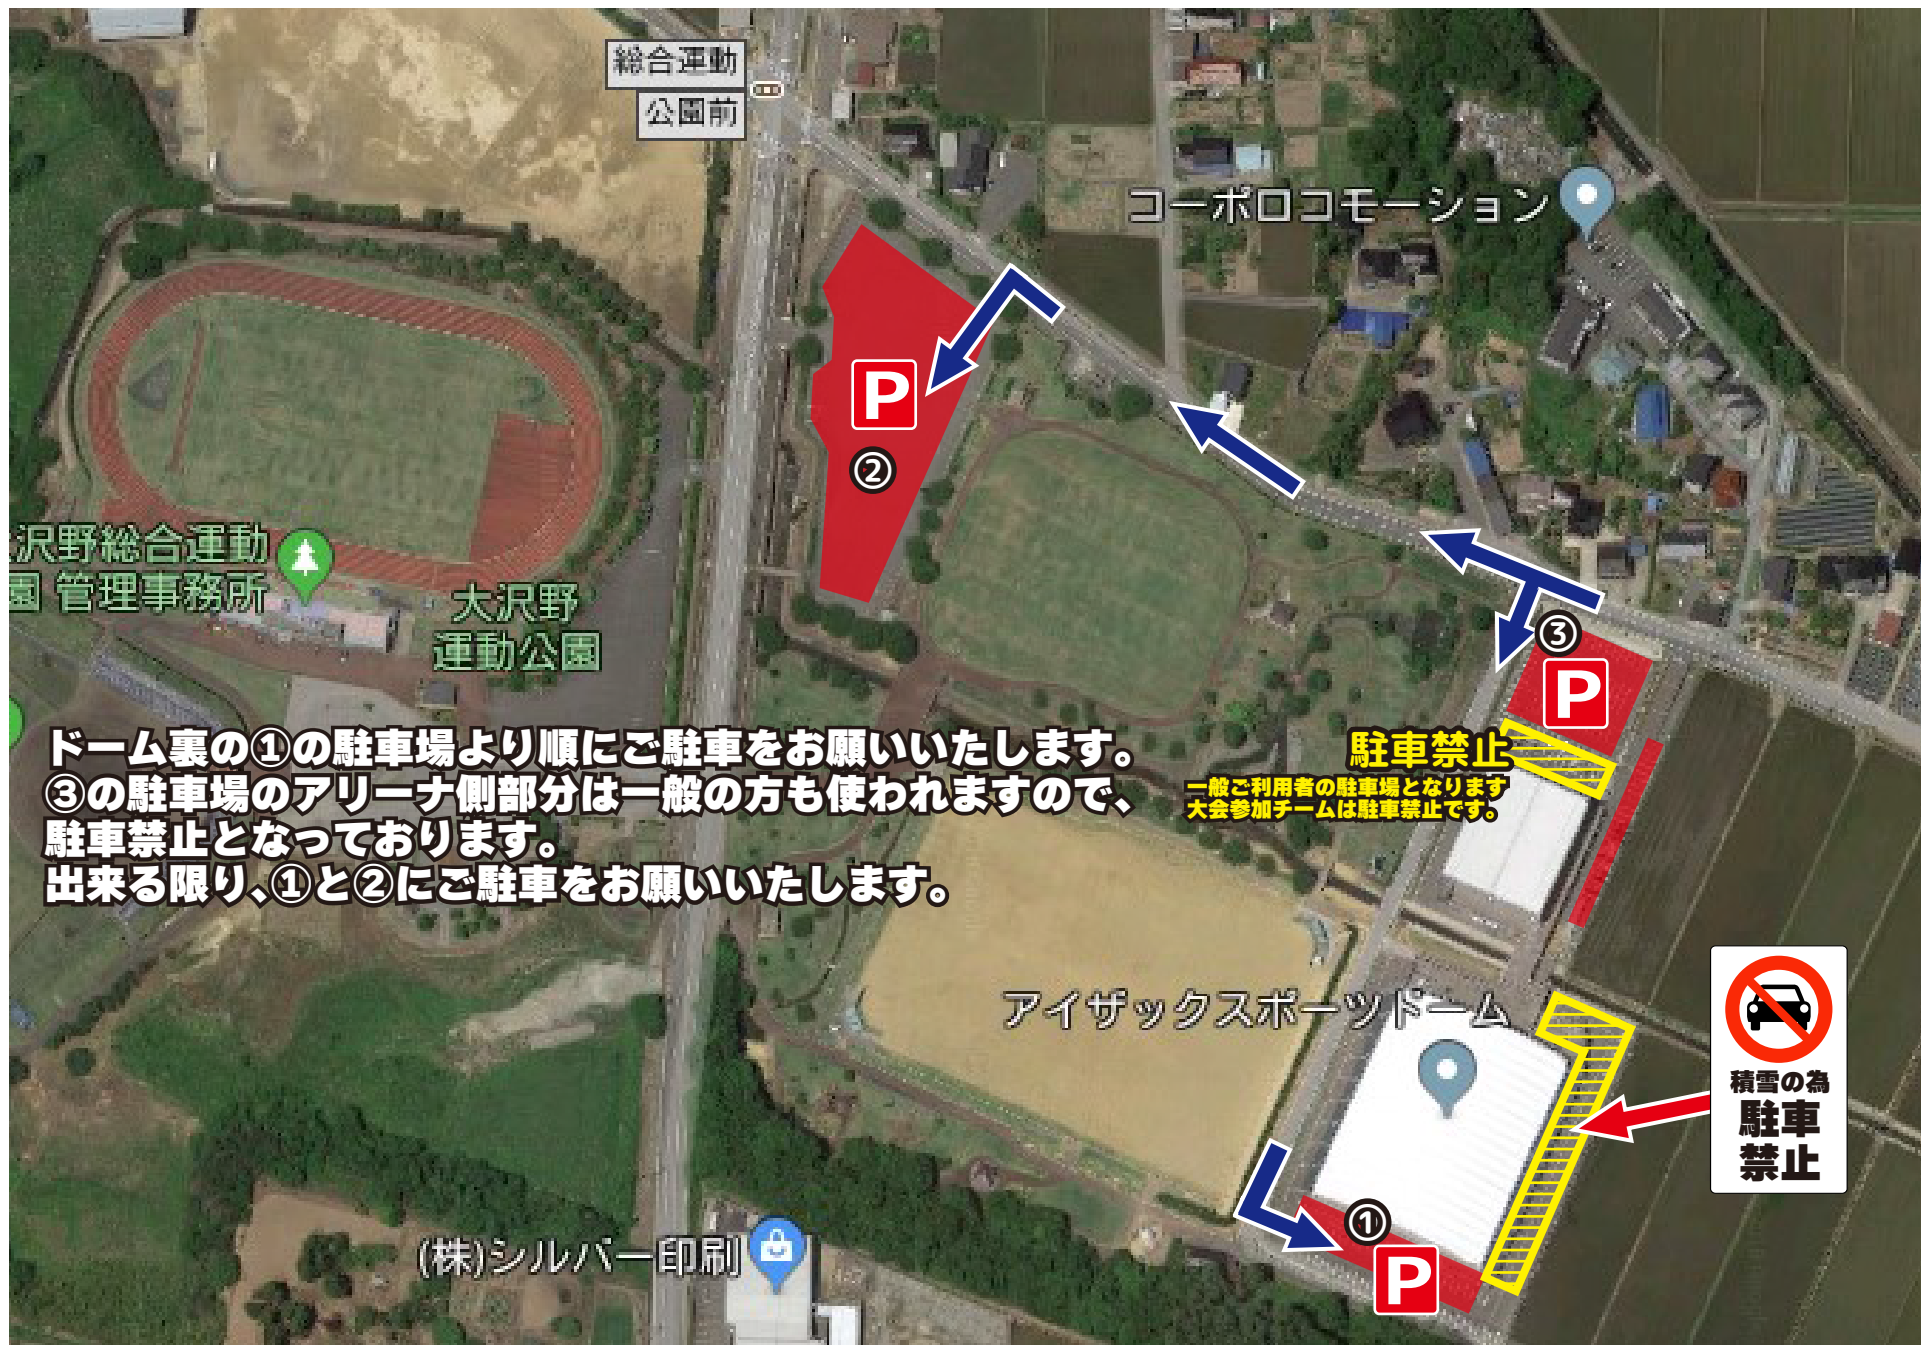 総合運動
公園前
コーポロコモーション
P
②
沢野総合運動
園 管理事務所
大沢野
運動公園
③
P
ドーム裏の①の駐車場より順にご駐車をお願いいたします。
③の駐車場のアリーナ側部分は一般の方も使われますので、
駐車禁止となっております。
出来る限り、①と②にご駐車をお願いいたします。
駐車禁止
一般ご利用者の駐車場となります
大会参加チームは駐車禁止です。
アイザックスポーツドーム
積雪の為
駐車
禁止
①
P
(株)シルバー印刷